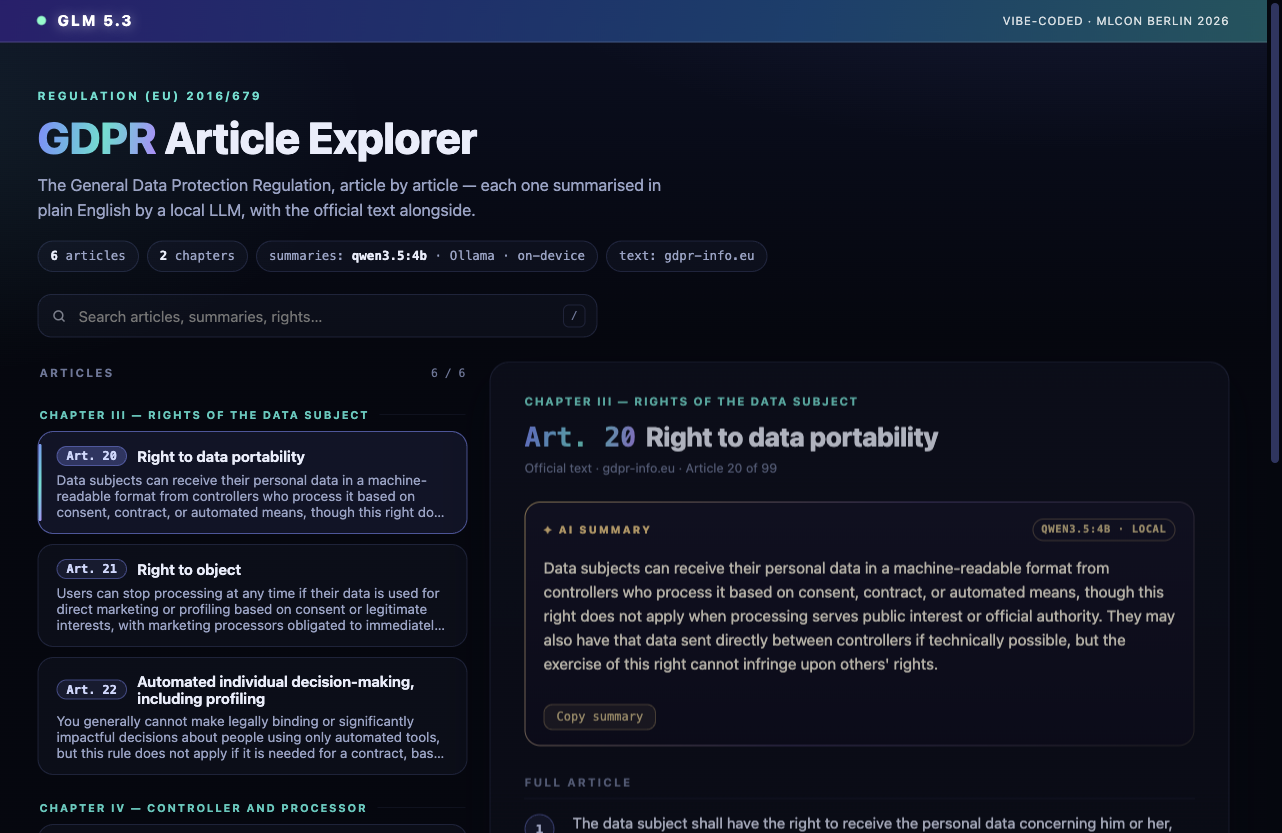 GLM 5.3
VIBE-CODED · MLCON BERLIN 2026
REGULATION (EU) 2016/679
GDPR Article Explorer
The General Data Protection Regulation, article by article — each one summarised in
plain English by a local LLM, with the official text alongside.
6 articles
2 chapters
summaries: qwen3.5:4b · Ollama · on-device
text: gdpr-info.eu
Search articles, summaries, rights...
/
ARTICLES
6 / 6
CHAPTER III — RIGHTS OF THE DATA SUBJECT
Art. 20 Right to data portability
Data subjects can receive their personal data in a machine-
readable format from controllers who process it based on
consent, contract, or automated means, though this right do...
Art. 21 Right to object
Users can stop processing at any time if their data is used for
direct marketing or profiling based on consent or legitimate
interests, with marketing processors obligated to immediatel...
Art. 22 Automated individual decision-making,
including profiling
You generally cannot make legally binding or significantly
impactful decisions about people using only automated tools,
but this rule does not apply if it is needed for a contract, bas...
CHAPTER IV — CONTROLLER AND PROCESSOR
CHAPTER III — RIGHTS OF THE DATA SUBJECT
Art. 20 Right to data portability
Official text · gdpr-info.eu · Article 20 of 99
✦ AI SUMMARY
QWEN3.5:4B · LOCAL
Data subjects can receive their personal data in a machine-readable format from
controllers who process it based on consent, contract, or automated means, though this
right does not apply when processing serves public interest or official authority. They may
also have that data sent directly between controllers if technically possible, but the
exercise of this right cannot infringe upon others' rights.
Copy summary
FULL ARTICLE
1 The data subject shall have the right to receive the personal data concerning him or her,